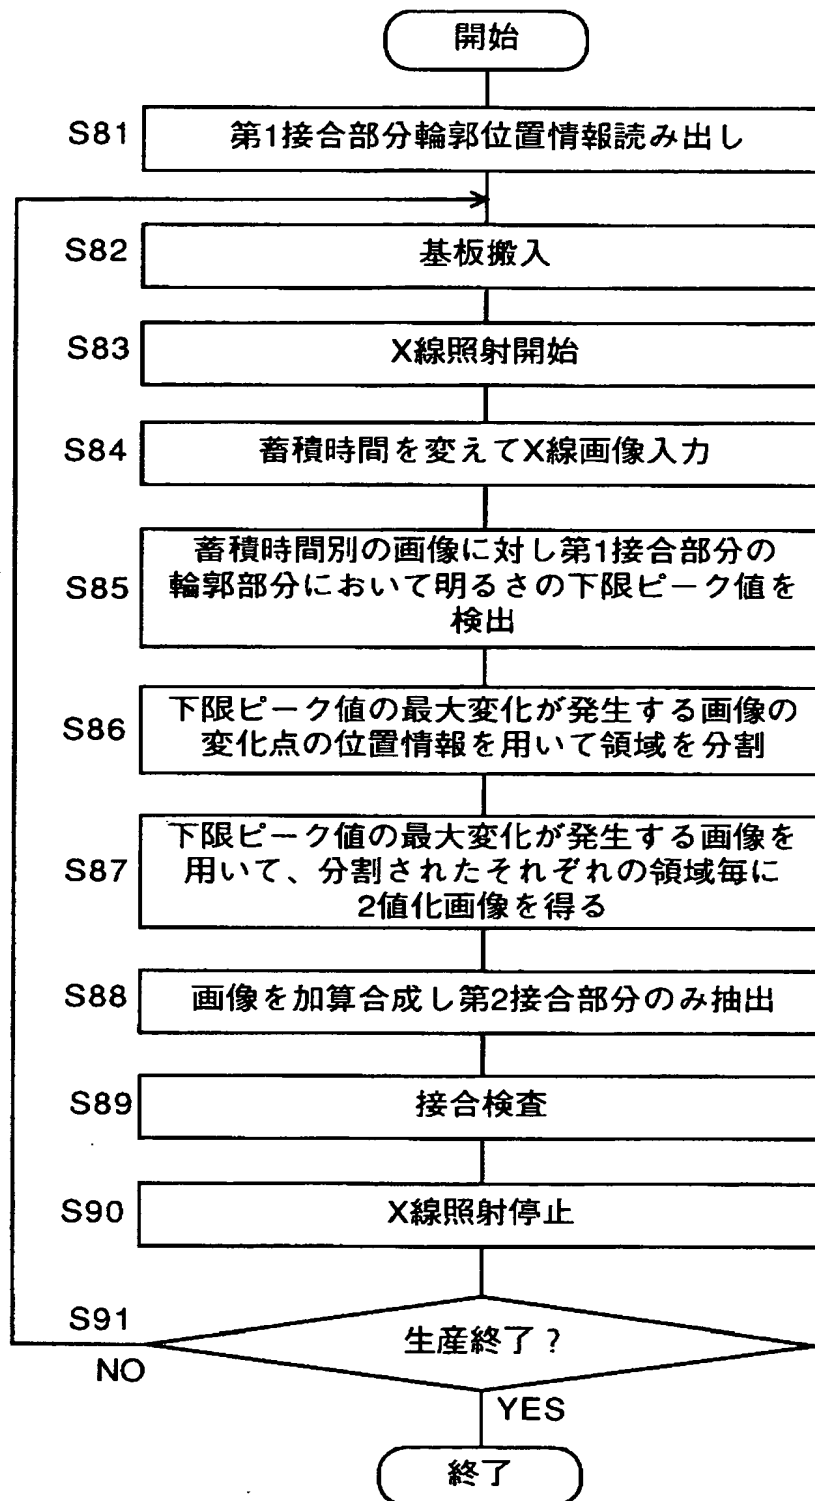 開始
S81
第1接合部分輪郭位置情報読み出し
S82
基板搬入
S83
X線照射開始
S84
蓄積時間を変えてX線画像入力
S85
蓄積時間別の画像に対し第1接合部分の
輪郭部分において明るさの下限ピーク値を
検出
S86
下限ピーク値の最大変化が発生する画像の
変化点の位置情報を用いて領域を分割
S87
下限ピーク値の最大変化が発生する画像を
用いて、分割されたそれぞれの領域毎に
2値化画像を得る
S88
画像を加算合成し第2接合部分のみ抽出
S89
接合検査
S90
X線照射停止
S91
生産終了？
NO
YES
終了